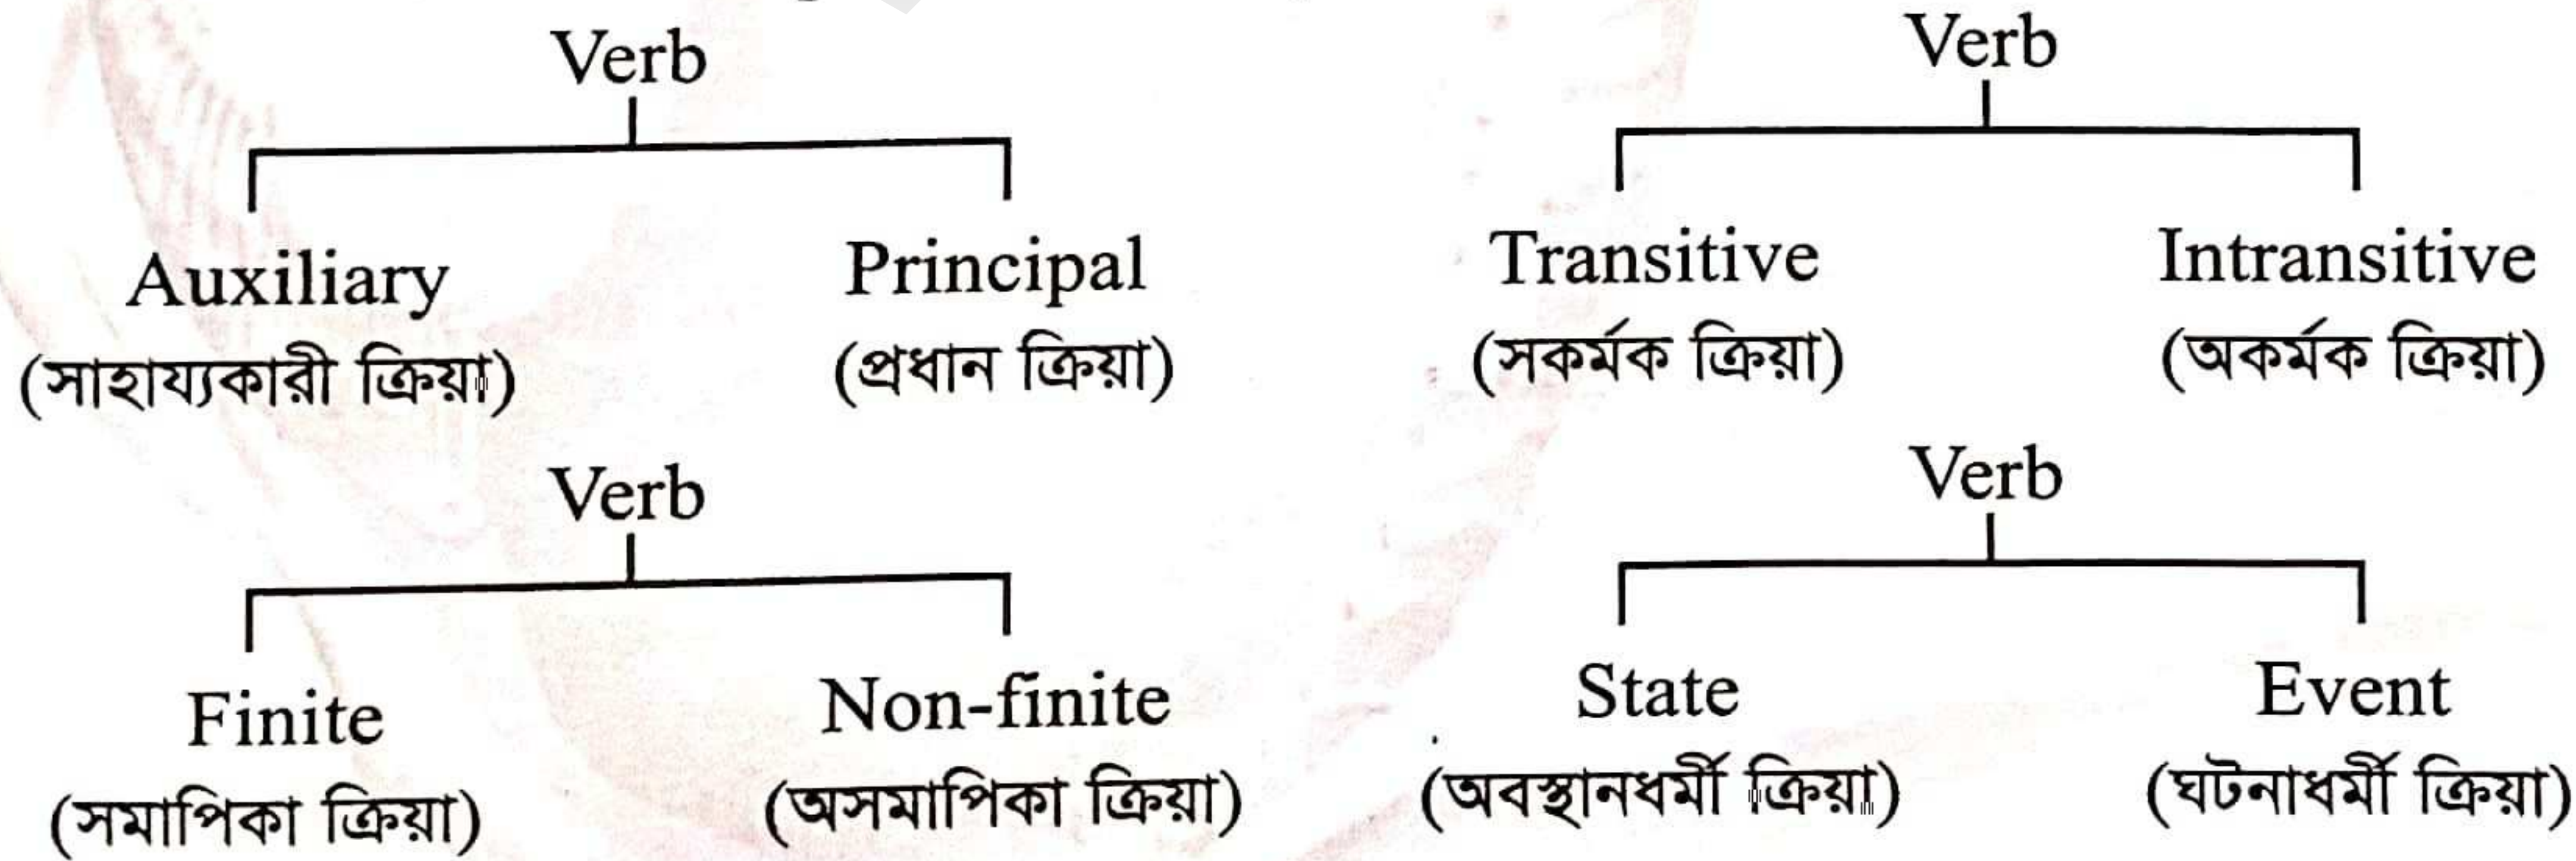 Verb
Auxiliary Principal
(সাহায্যকারী ক্রিয়া) (প্রধান ক্রিয়া)
Verb
Transitive Intransitive
(সকর্মক ক্রিয়া) (অকর্মক ক্রিয়া)
Verb
Finite Non-finite
(সমাপিকা ক্রিয়া) (অসমাপিকা ক্রিয়া)
Verb
State Event
(অবস্থানধর্মী ক্রিয়া) (ঘটনাধর্মী ক্রিয়া)